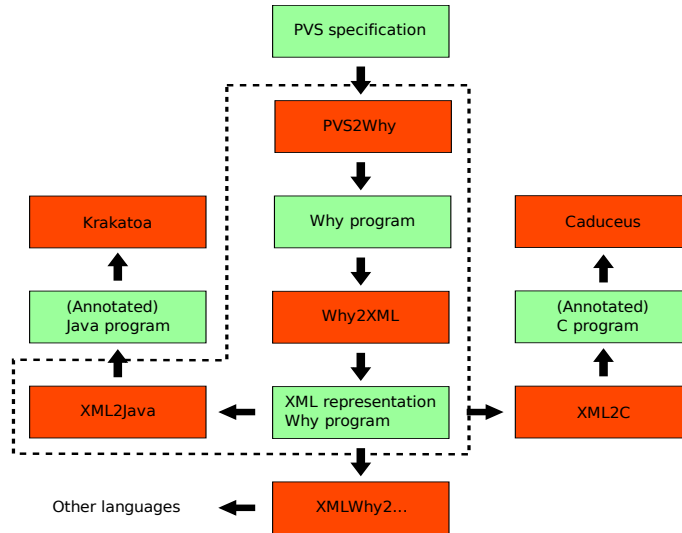 PVS specification
PVS2Why
Krakatoa
Why program
Caduceus
(Annotated)
Java program
Why2XML
(Annotated)
C program
XML2Java
XML representation
Why program
XML2C
Other languages
XMLWhy2...